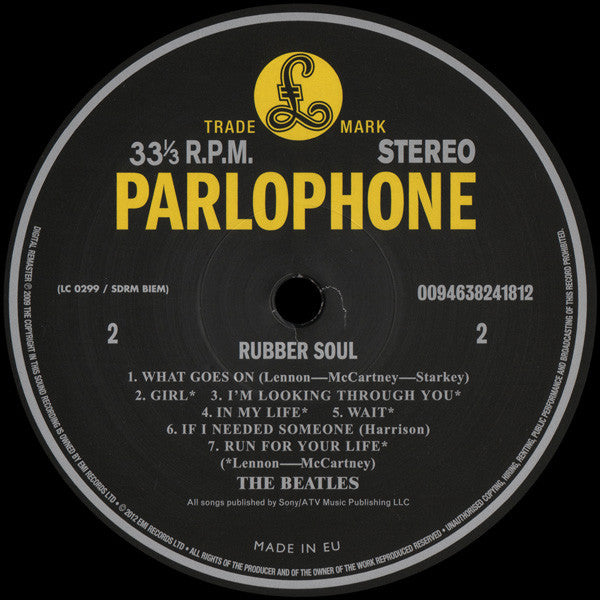 £
TRADE MARK
33⅓ R.P.M. STEREO
PARLOPHONE
(LC 0299 / SDRM BIEM) 0094638241812
2 2
RUBBER SOUL
1. WHAT GOES ON (Lennon—McCartney—Starkey)
2. GIRL* 3. I'M LOOKING THROUGH YOU*
4. IN MY LIFE* 5. WAIT*
6. IF I NEEDED SOMEONE (Harrison)
7. RUN FOR YOUR LIFE*
(*Lennon—McCartney)
THE BEATLES
All songs published by Sony/ATV Music Publishing LLC
MADE IN EU
DIGITAL REMASTER ℗ 2009 THE COPYRIGHT IN THIS SOUND RECORDING IS OWNED BY EMI RECORDS LTD • © 2012 EMI RECORDS LTD • ALL RIGHTS OF THE PRODUCER AND OF THE OWNER OF THE WORK REPRODUCED RESERVED • UNAUTHORISED COPYING, HIRING, RENTING, PUBLIC PERFORMANCE AND BROADCASTING OF THIS RECORD PROHIBITED.